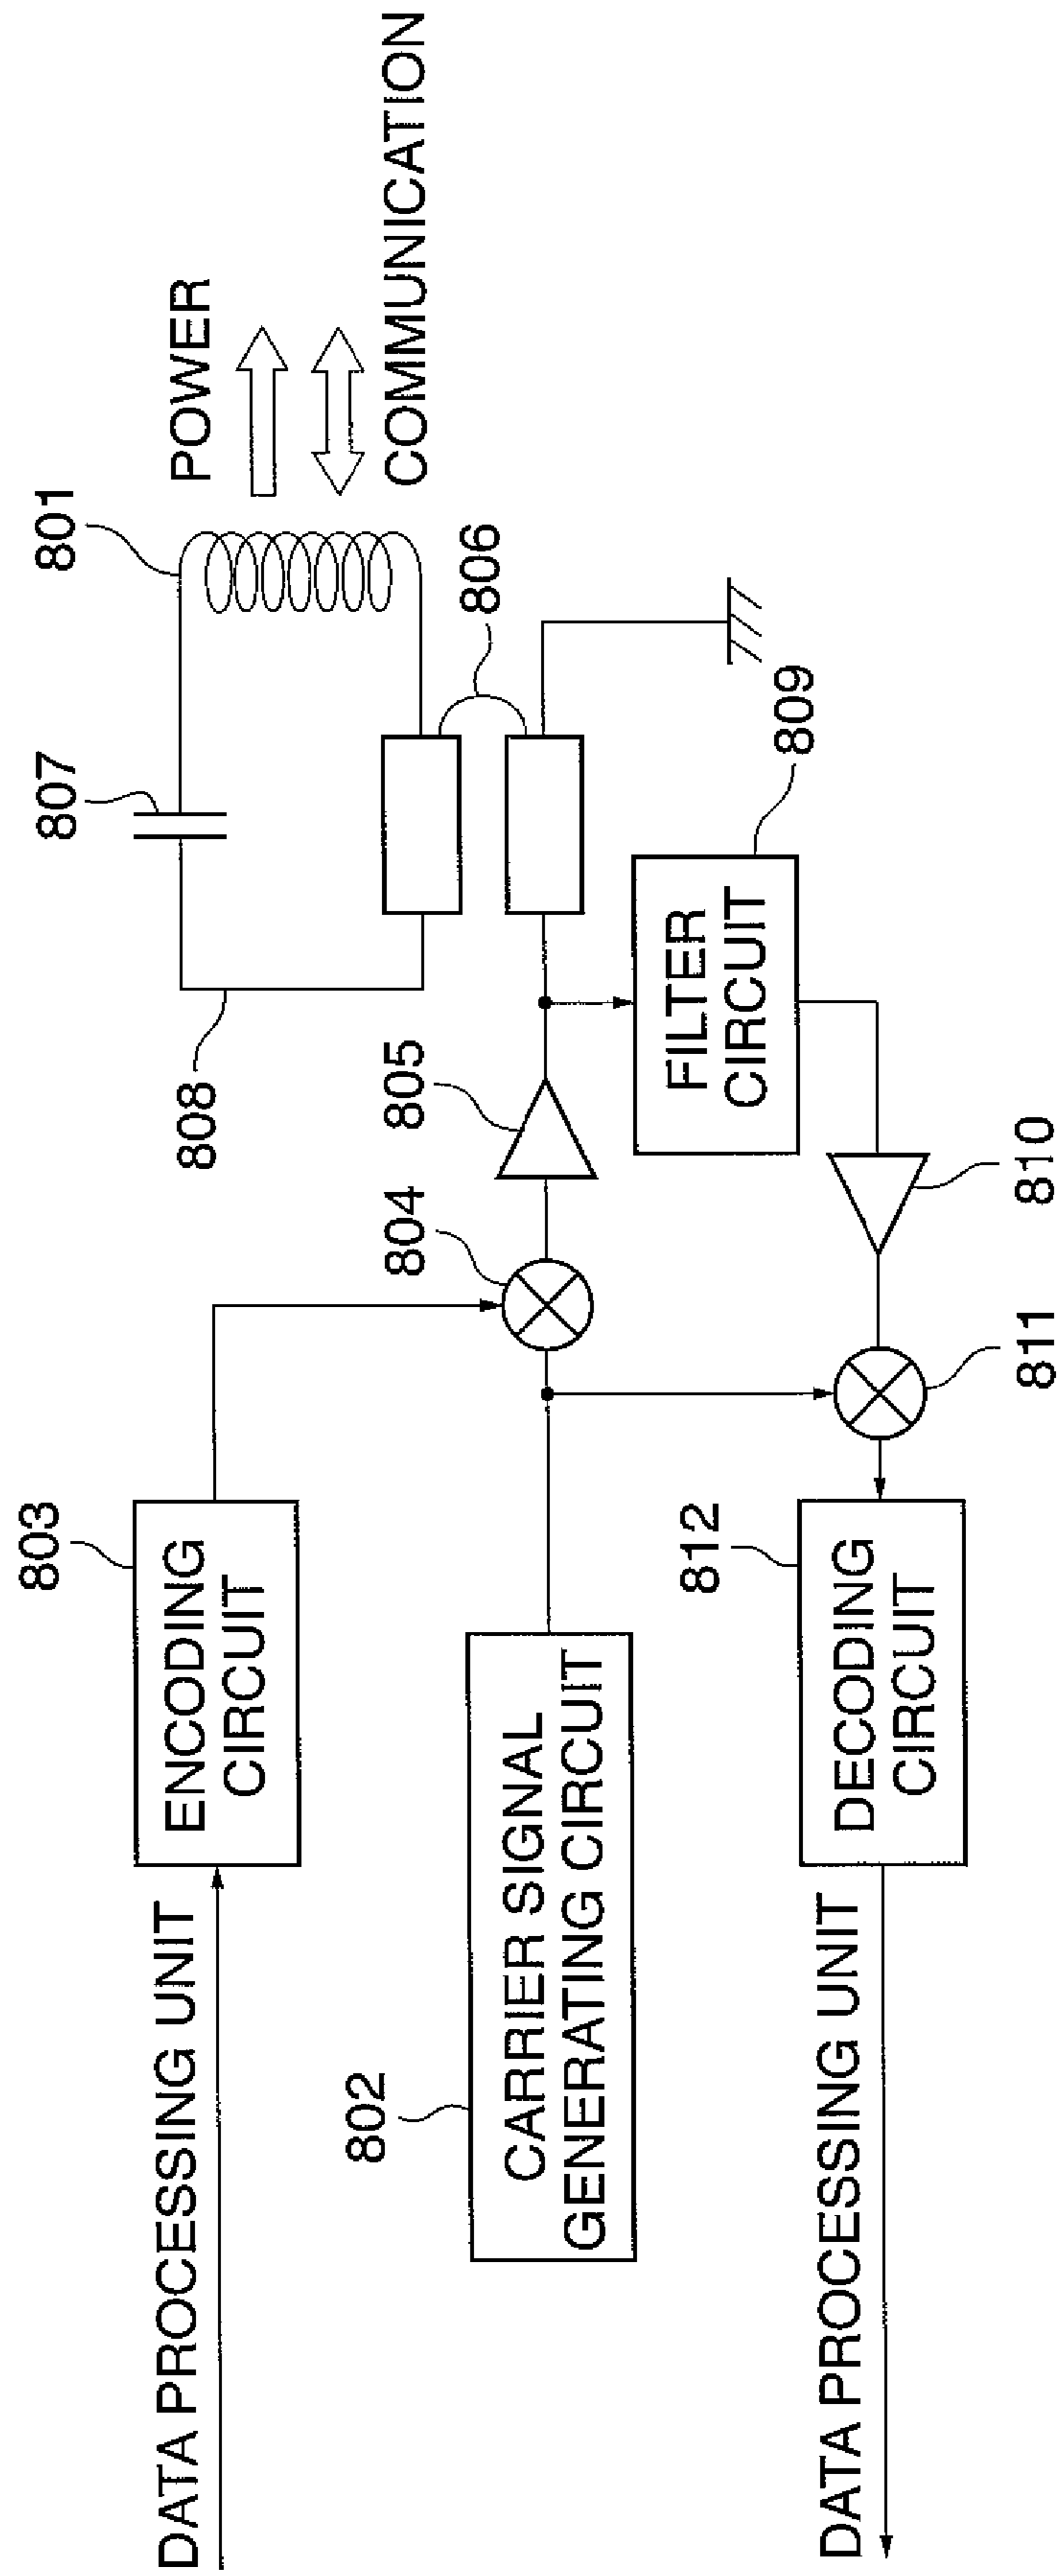 POWER
COMMUNICATION
801
807
808
806
805
804
809
FILTER
CIRCUIT
810
811
803
ENCODING
CIRCUIT
DATA PROCESSING UNIT
802
CARRIER SIGNAL
GENERATING CIRCUIT
812
DECODING
CIRCUIT
DATA PROCESSING UNIT